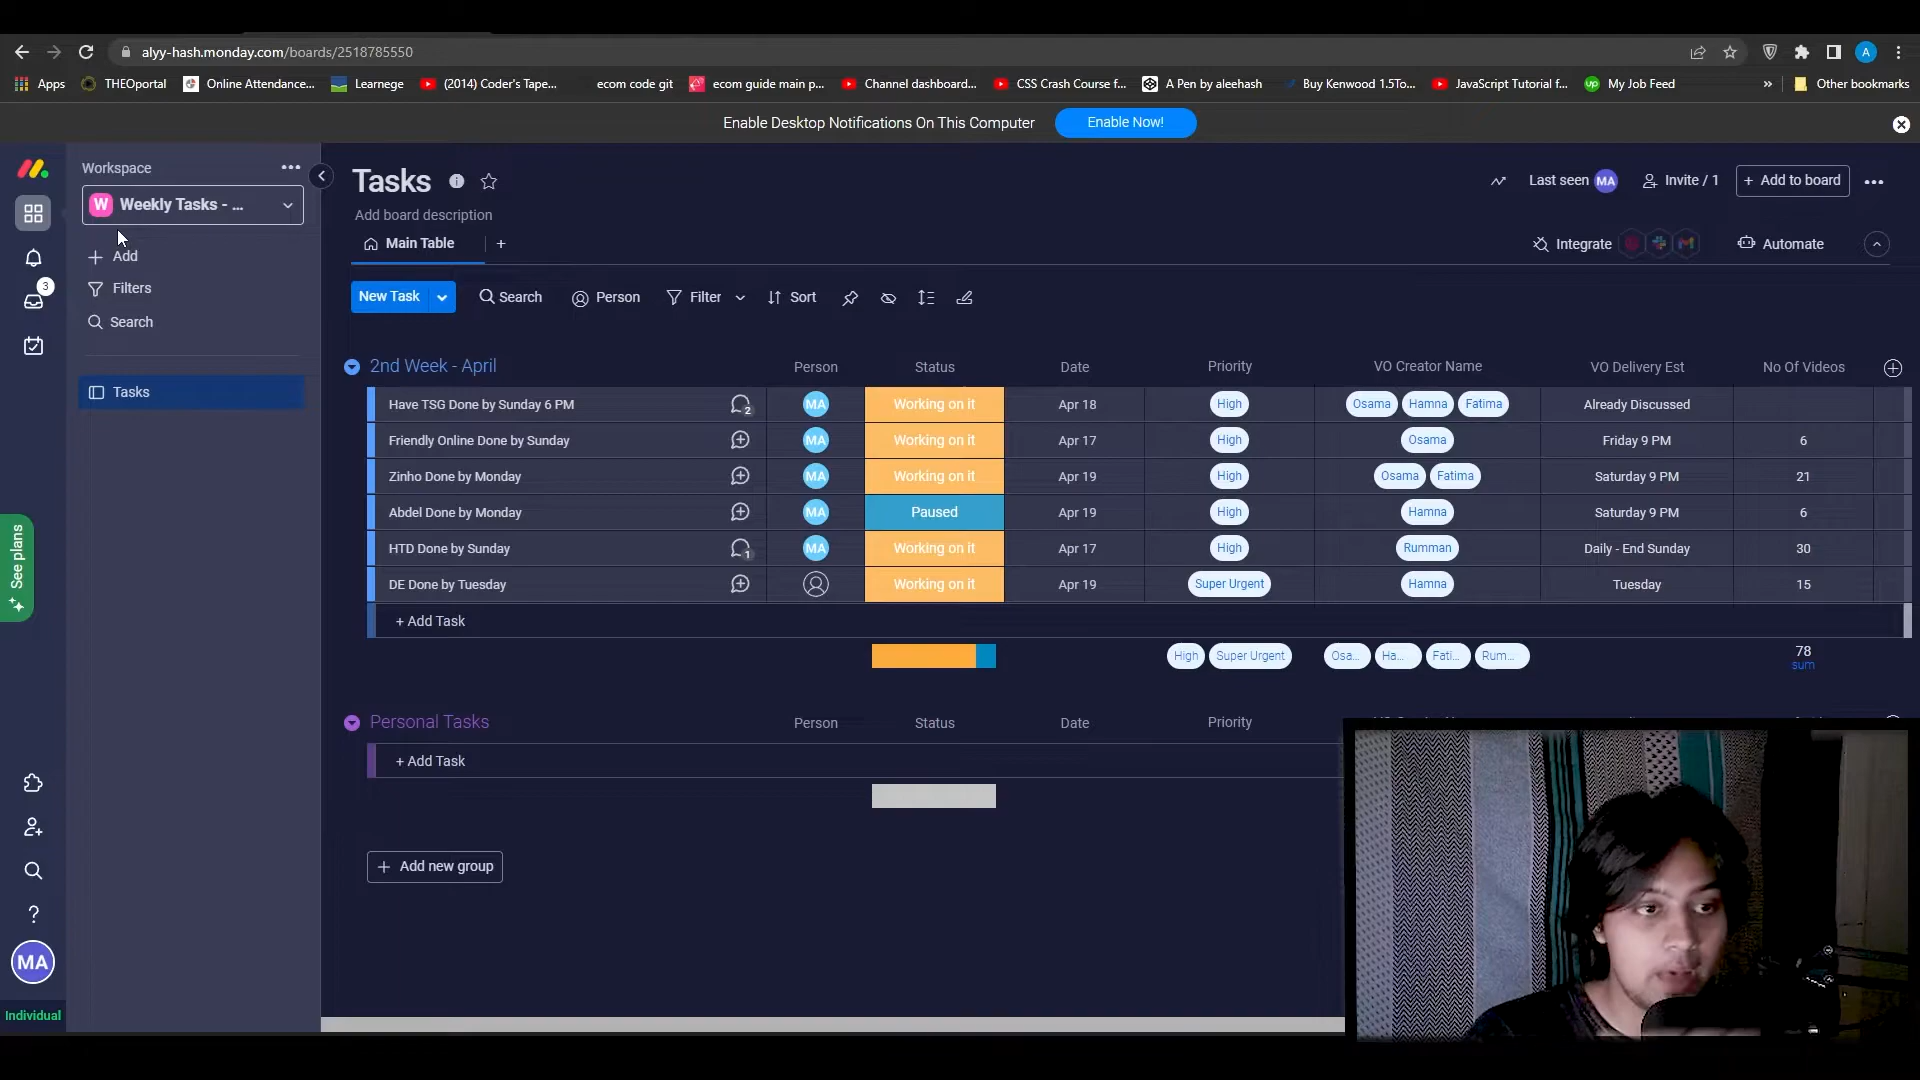 alyy-hash.monday.com/boards/2518785550
A
Apps THEOportal Online Attendance... Learnege (2014) Coder's Tape... ecom code git ecom guide main p... Channel dashboard... CSS Crash Course f... A Pen by aleehash Buy Kenwood 1.5To... JavaScript Tutorial f... up My Job Feed » Other bookmarks
Enable Desktop Notifications On This Computer Enable Now!
Workspace
W Weekly Tasks - ...
+ Add
Filters
Search
Tasks
3
See plans
MA
Individual
Tasks
Last seen MA Invite / 1 + Add to board
Add board description
Main Table +
Integrate Automate
New Task Search Person Filter Sort
2nd Week - April Person Status Date Priority VO Creator Name VO Delivery Est No Of Videos
Have TSG Done by Sunday 6 PM 2 MA Working on it Apr 18 High Osama Hamna Fatima Already Discussed
Friendly Online Done by Sunday MA Working on it Apr 17 High Osama Friday 9 PM 6
Zinho Done by Monday MA Working on it Apr 19 High Osama Fatima Saturday 9 PM 21
Abdel Done by Monday MA Paused Apr 19 High Hamna Saturday 9 PM 6
HTD Done by Sunday 1 MA Working on it Apr 17 High Rumman Daily - End Sunday 30
DE Done by Tuesday Working on it Apr 19 Super Urgent Hamna Tuesday 15
+ Add Task
High Super Urgent Osa... Ha... Fati... Rum... 78
sum
Personal Tasks Person Status Date Priority
+ Add Task
+ Add new group